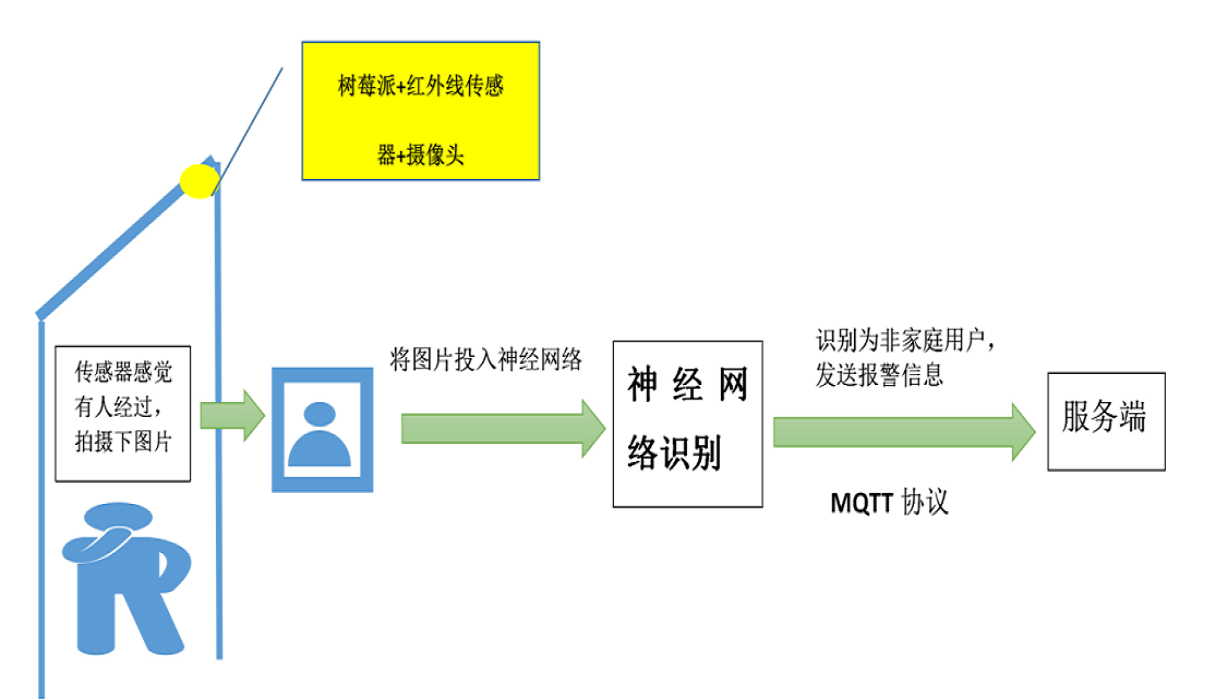 树莓派+红外线传感
器+摄像头
传感器感觉
有人经过，
拍摄下图片
将图片投入神经网络
神经网
络识别
识别为非家庭用户，
发送报警信息
MQTT 协议
服务端